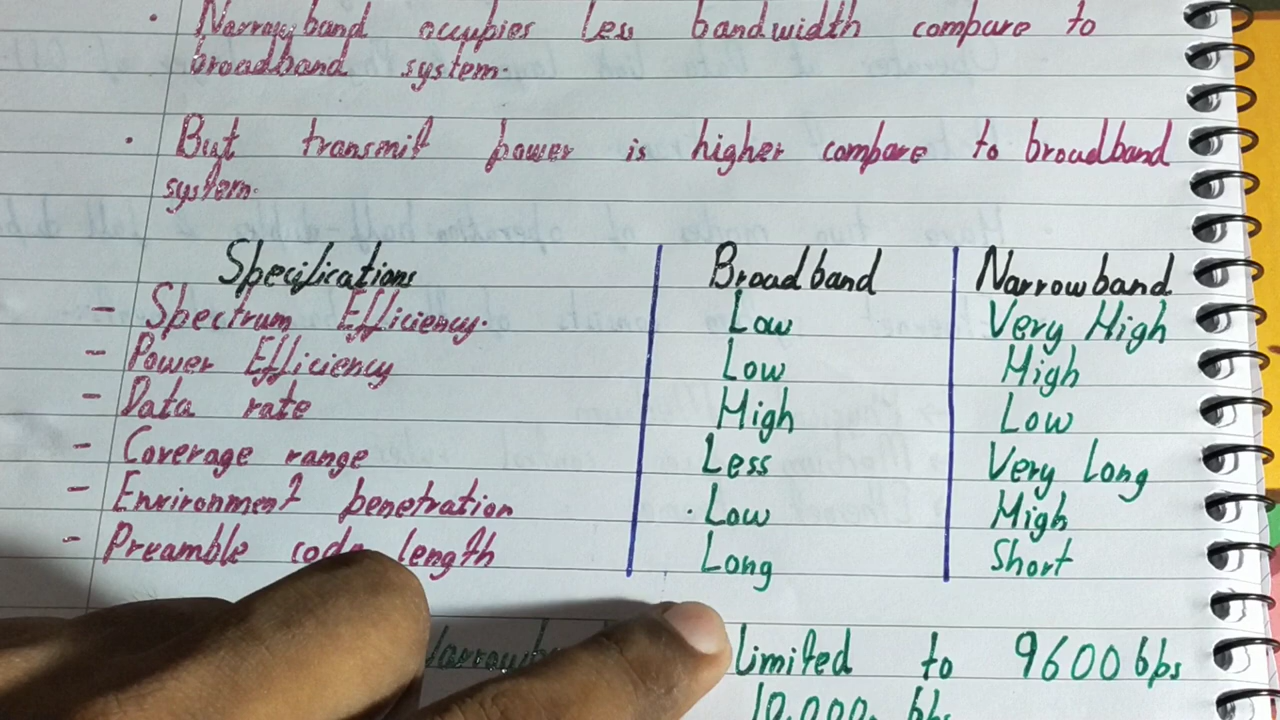 · Narrowband occupies less bandwidth compare to
broadband system.
· But transmit power is higher compare to broadband
system.
Specifications Broadband Narrowband
- Spectrum Efficiency. Low Very High
- Power Efficiency Low High
- Data rate High Low
- Coverage range Less Very Long
- Environment penetration Low High
- Preamble code length Long Short
limited to 9600 bps